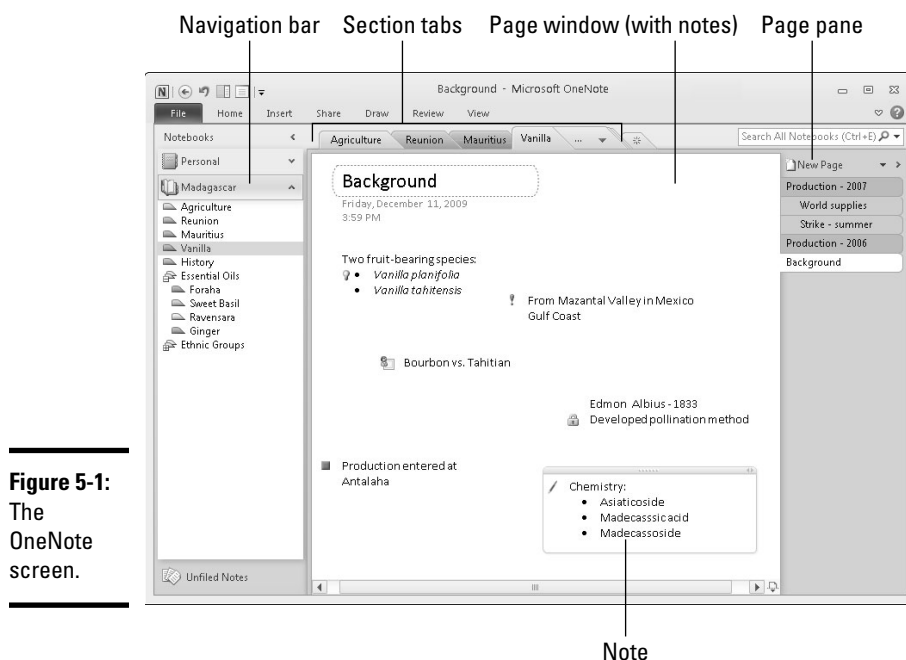 Navigation bar Section tabs Page window (with notes) Page pane
Background - Microsoft OneNote
File Home Insert Share Draw Review View
Notebooks
Agriculture Reunion Mauritius Vanilla ...
Search All Notebooks (Ctrl+E)
Personal
Madagascar
Agriculture
Reunion
Mauritius
Vanilla
History
Essential Oils
Foraha
Sweet Basil
Ravensara
Ginger
Ethnic Groups
Unfiled Notes
Background
Friday, December 11, 2009
3:59 PM
Two fruit-bearing species:
• Vanilla planifolia
• Vanilla tahitensis
From Mazantal Valley in Mexico
Gulf Coast
Bourbon vs. Tahitian
Edmon Albius - 1833
Developed pollination method
Production entered at
Antalaha
Chemistry:
• Asiaticoside
• Madecasssic acid
• Madecassoside
New Page
Production - 2007
World supplies
Strike - summer
Production - 2006
Background
Note
Figure 5-1:
The
OneNote
screen.